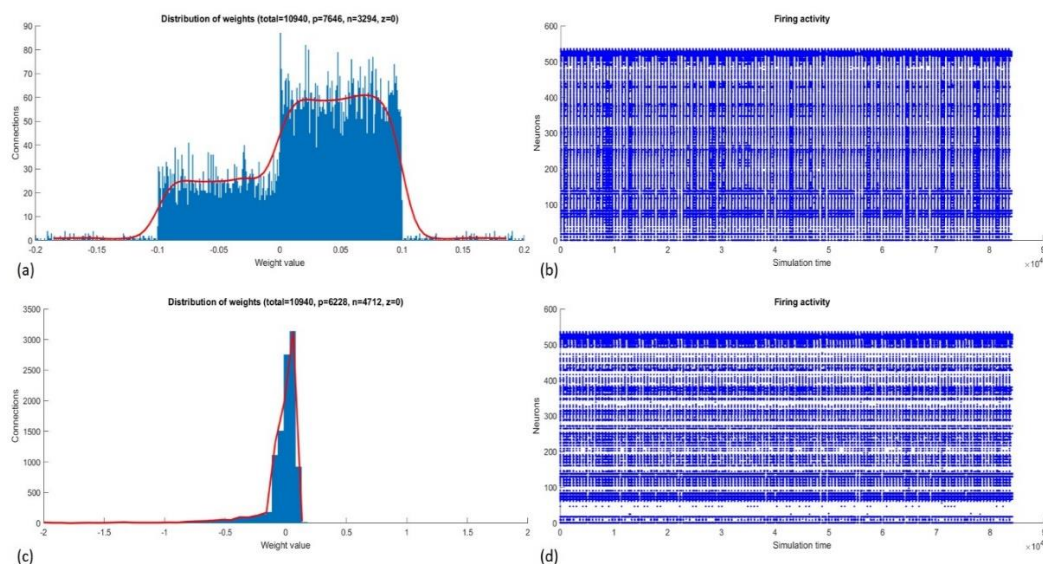 Distribution of weights (total=10940, p=7646, n=3294, z=0)
90
80
70
60
50
40
30
20
10
0
Connections
-0.2 -0.15 -0.1 -0.05 0 0.05 0.1 0.15 0.2
Weight value
(a)
Firing activity
600
500
400
300
200
100
0
Neurons
0 1 2 3 4 5 6 7 8 9
×10⁴
Simulation time
(b)
Distribution of weights (total=10940, p=6228, n=4712, z=0)
3500
3000
2500
2000
1500
1000
500
0
Connections
-2 -1.5 -1 -0.5 0 0.5 1 1.5 2
Weight value
(c)
Firing activity
600
500
400
300
200
100
0
Neurons
0 1 2 3 4 5 6 7 8 9
×10⁴
Simulation time
(d)